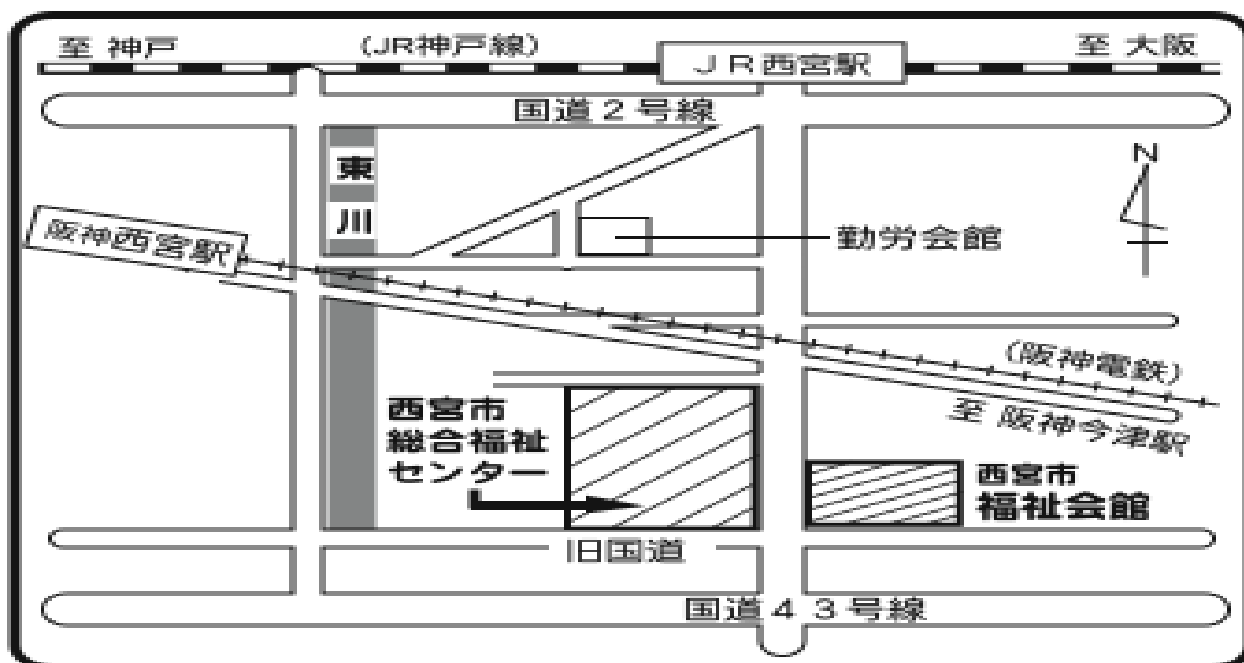 至 神戸
(JR神戸線)
ＪＲ西宮駅
至 大阪
国道２号線
東
川
N
阪神西宮駅
勤労会館
(阪神電鉄)
至 阪神今津駅
西宮市
総合福祉
センター
西宮市
福祉会館
旧国道
国道４３号線